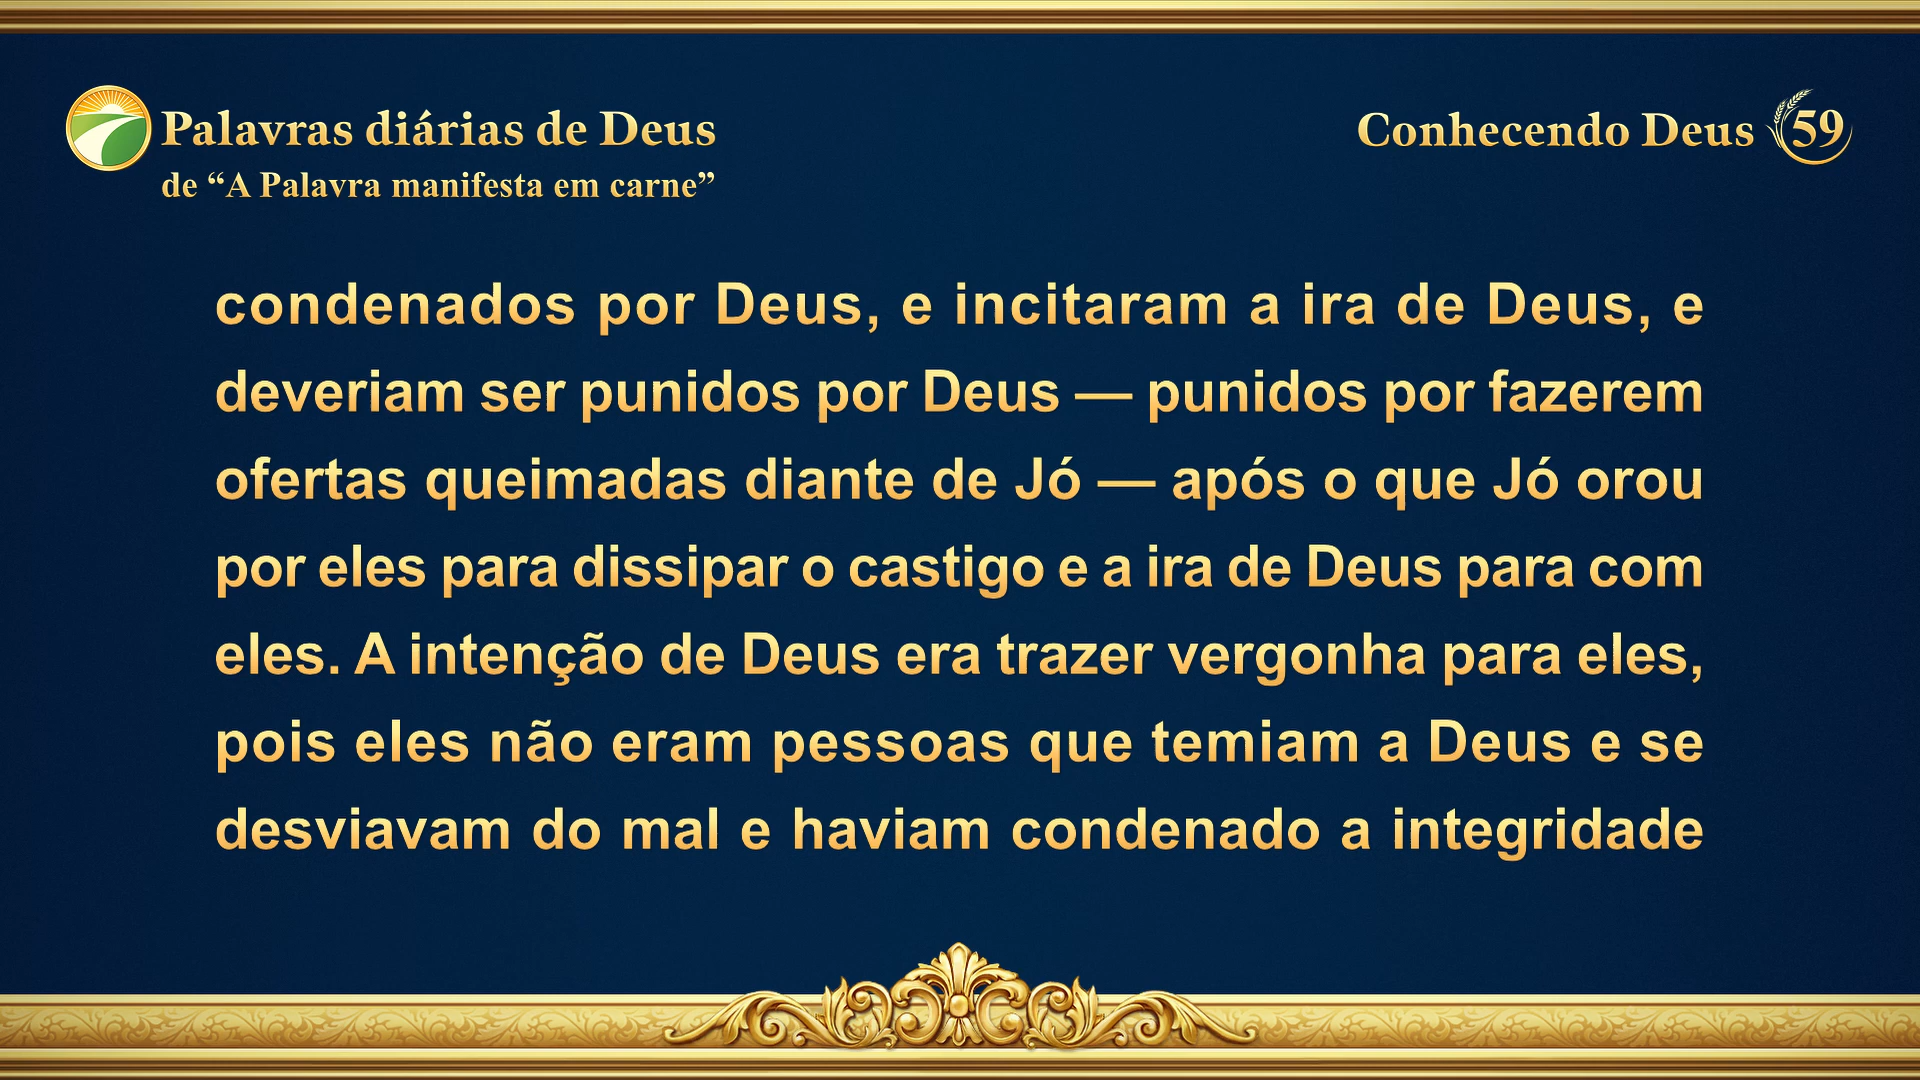 Palavras diárias de Deus
de “A Palavra manifesta em carne”
Conhecendo Deus 59
condenados por Deus, e incitaram a ira de Deus, e
deveriam ser punidos por Deus — punidos por fazerem
ofertas queimadas diante de Jó — após o que Jó orou
por eles para dissipar o castigo e a ira de Deus para com
eles. A intenção de Deus era trazer vergonha para eles,
pois eles não eram pessoas que temiam a Deus e se
desviavam do mal e haviam condenado a integridade